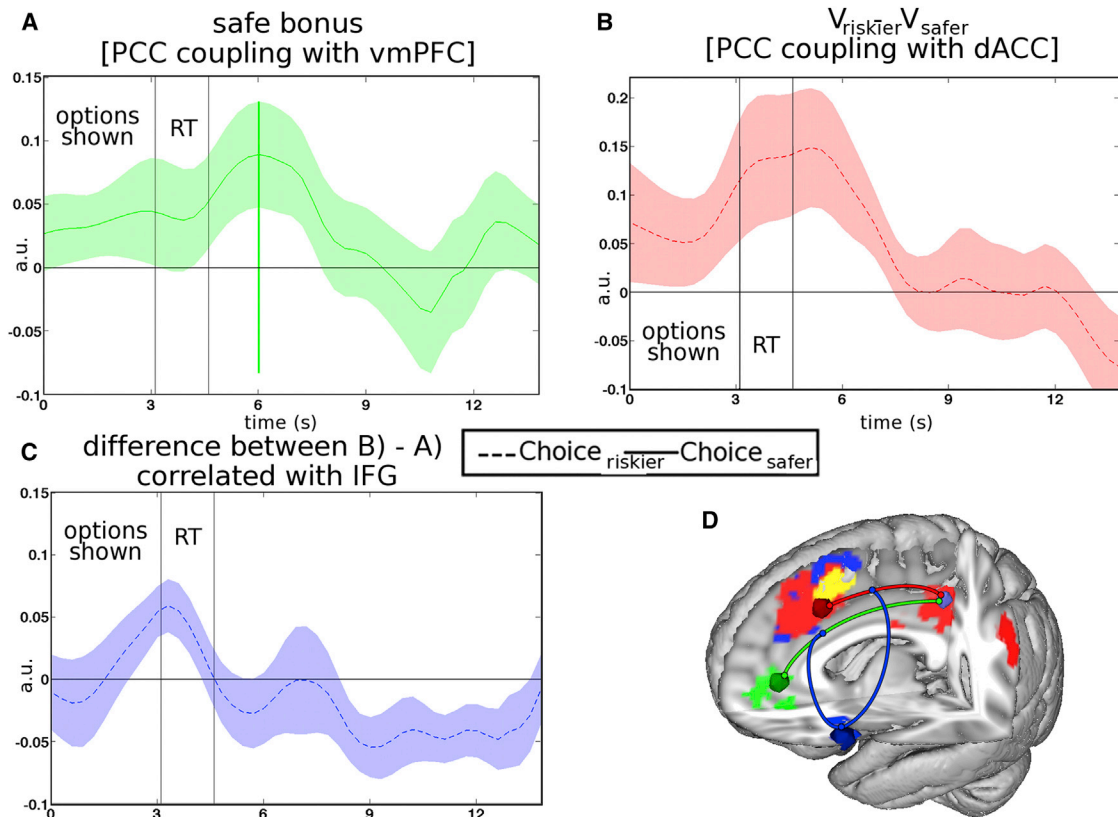 A
safe bonus
[PCC coupling with vmPFC]
0.15
0.1
0.05
0
-0.05
-0.1
a.u.
options
shown
RT
0
3
6
9
12
time (s)
B
V_riskier-V_safer
[PCC coupling with dACC]
0.2
0.15
0.1
0.05
0
-0.05
-0.1
a.u.
options
shown
RT
0
3
6
9
12
time (s)
C
difference between B) - A)
correlated with IFG
---Choice_riskier —Choice_safer
0.15
0.1
0.05
0
-0.05
-0.1
a.u.
options
shown
RT
0
3
6
9
12
D